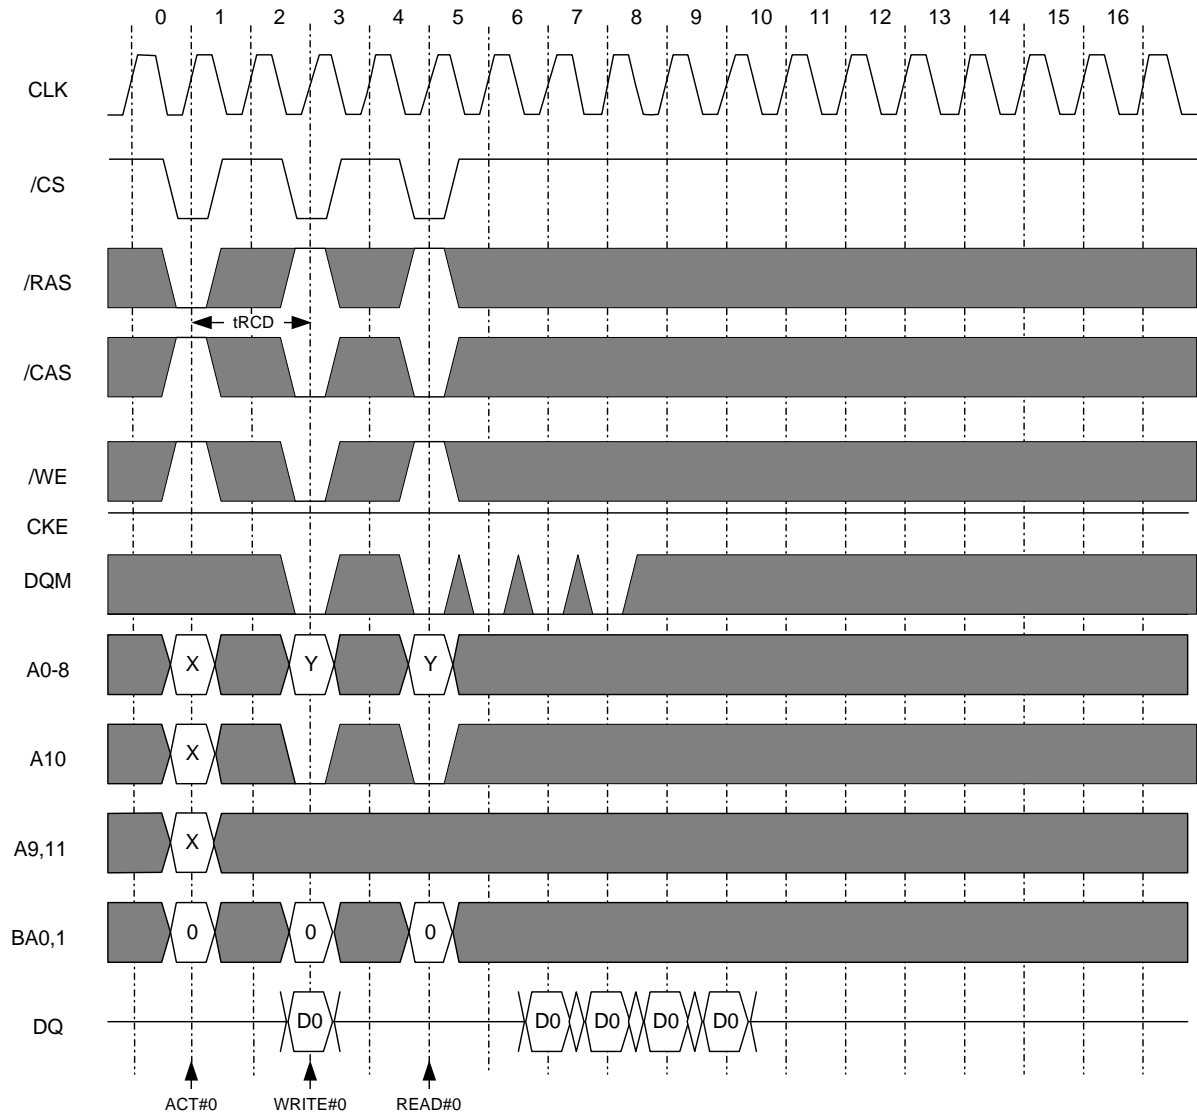 0 1 2 3 4 5 6 7 8 9 10 11 12 13 14 15 16
CLK
/CS
/RAS
tRCD
/CAS
/WE
CKE
DQM
A0-8 X Y Y
A10 X
A9,11 X
BA0,1 0 0 0
DQ D0 D0 D0 D0 D0
ACT#0 WRITE#0 READ#0